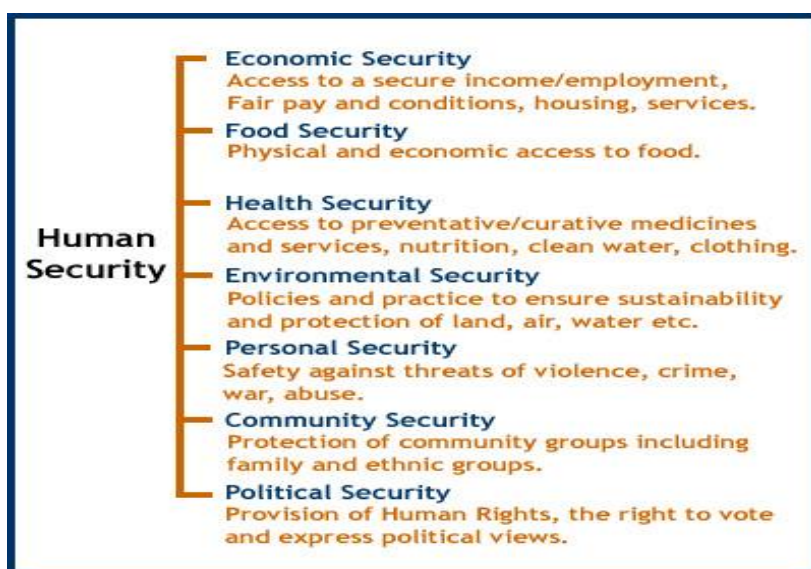 Economic Security
Access to a secure income/employment,
Fair pay and conditions, housing, services.
Food Security
Physical and economic access to food.
Health Security
Access to preventative/curative medicines
and services, nutrition, clean water, clothing.
Human
Security
Environmental Security
Policies and practice to ensure sustainability
and protection of land, air, water etc.
Personal Security
Safety against threats of violence, crime,
war, abuse.
Community Security
Protection of community groups including
family and ethnic groups.
Political Security
Provision of Human Rights, the right to vote
and express political views.